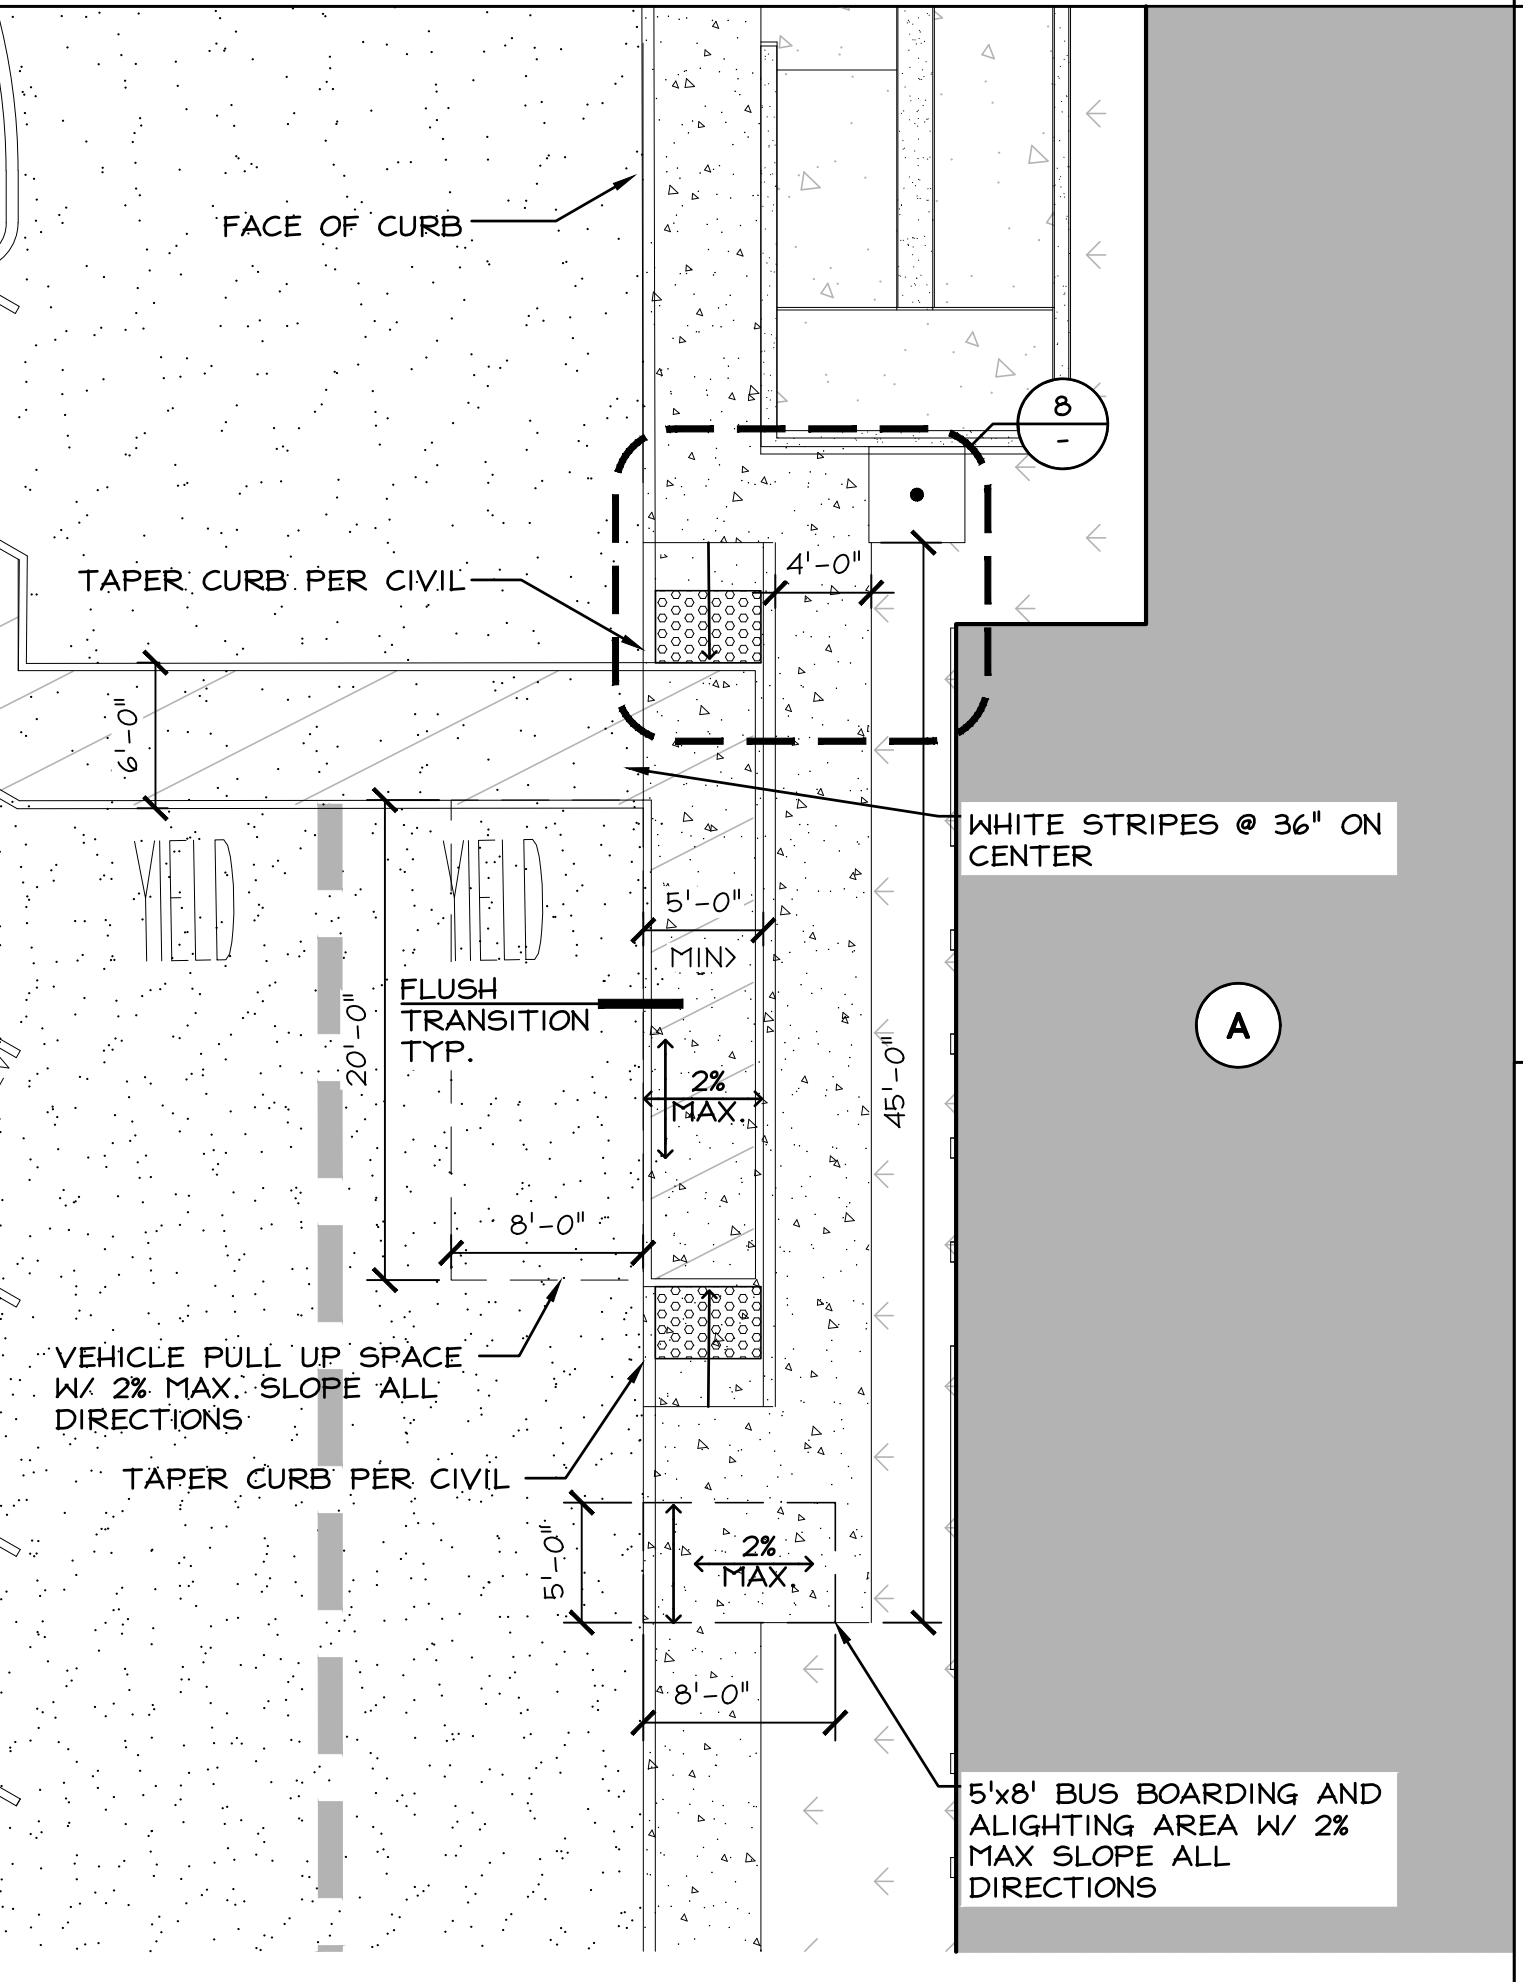 FACE OF CURB
8
-
TAPER CURB PER CIVIL
4'-0"
6'-0"
WHITE STRIPES @ 36" ON
CENTER
YIELD
YIELD
5'-0"
MIN>
A
FLUSH
TRANSITION
TYP.
20'-0"
2%
MAX.
45'-0"
8'-0"
VEHICLE PULL UP SPACE
W/ 2% MAX. SLOPE ALL
DIRECTIONS
TAPER CURB PER CIVIL
5'-0"
2%
MAX.
8'-0"
5'x8' BUS BOARDING AND
ALIGHTING AREA W/ 2%
MAX SLOPE ALL
DIRECTIONS